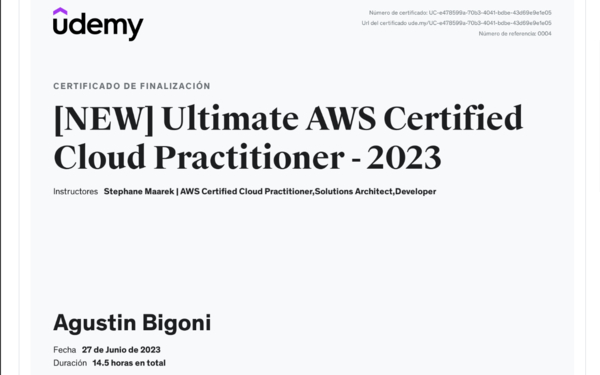 udemy
Número de certificado: UC-e478599a-70b3-4041-bdbe-43d69e9e1e05
Url del certificado: ude.my/UC-e478599a-70b3-4041-bdbe-43d69e9e1e05
Número de referencia: 0004
CERTIFICADO DE FINALIZACIÓN
[NEW] Ultimate AWS Certified
Cloud Practitioner - 2023
Instructores Stephane Maarek | AWS Certified Cloud Practitioner,Solutions Architect,Developer
Agustin Bigoni
Fecha 27 de Junio de 2023
Duración 14.5 horas en total